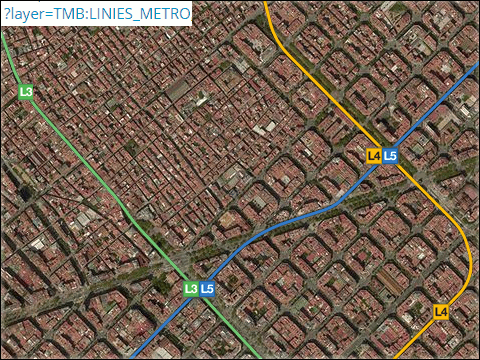 ?layer=TMB:LINIES_METRO
L3
L4 L5
L3 L5
L4